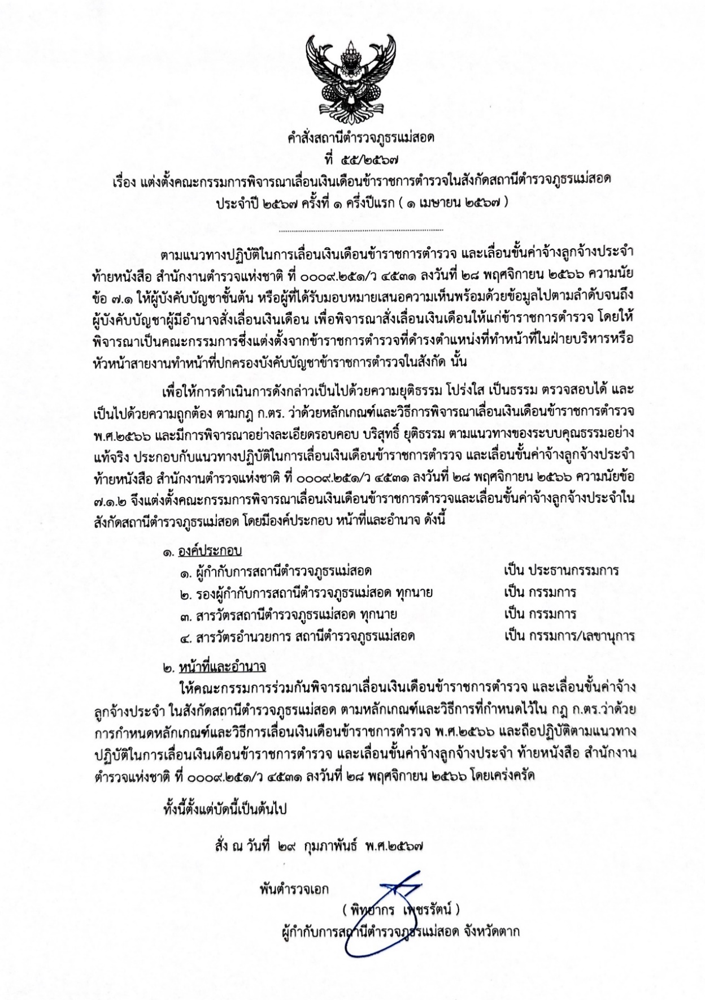 คำสั่งสถานีตำรวจภูธรแม่สอด
ที่ ๕๕/๒๕๖๗
เรื่อง แต่งตั้งคณะกรรมการพิจารณาเลื่อนเงินเดือนข้าราชการตำรวจในสังกัดสถานีตำรวจภูธรแม่สอด
ประจำปี ๒๕๖๗ ครั้งที่ ๑ ครึ่งปีแรก ( ๑ เมษายน ๒๕๖๗ )
ตามแนวทางปฏิบัติในการเลื่อนเงินเดือนข้าราชการตำรวจ และเลื่อนขั้นค่าจ้างลูกจ้างประจำ
ท้ายหนังสือ สำนักงานตำรวจแห่งชาติ ที่ ๐๐๐๙.๒๕๑/ว ๔๕๓๑ ลงวันที่ ๒๘ พฤศจิกายน ๒๕๖๖ ความนัย
ข้อ ๗.๑ ให้ผู้บังคับบัญชาชั้นต้น หรือผู้ที่ได้รับมอบหมายเสนอความเห็นพร้อมด้วยข้อมูลไปตามลำดับจนถึง
ผู้บังคับบัญชาผู้มีอำนาจสั่งเลื่อนเงินเดือน เพื่อพิจารณาสั่งเลื่อนเงินเดือนให้แก่ข้าราชการตำรวจ โดยให้
พิจารณาเป็นคณะกรรมการซึ่งแต่งตั้งจากข้าราชการตำรวจที่ดำรงตำแหน่งที่ทำหน้าที่ในฝ่ายบริหารหรือ
หัวหน้าสายงานทำหน้าที่ปกครองบังคับบัญชาข้าราชการตำรวจในสังกัด นั้น
เพื่อให้การดำเนินการดังกล่าวเป็นไปด้วยความยุติธรรม โปร่งใส เป็นธรรม ตรวจสอบได้ และ
เป็นไปด้วยความถูกต้อง ตามกฎ ก.ตร. ว่าด้วยหลักเกณฑ์และวิธีการพิจารณาเลื่อนเงินเดือนข้าราชการตำรวจ
พ.ศ.๒๕๖๖ และมีการพิจารณาอย่างละเอียดรอบคอบ บริสุทธิ์ ยุติธรรม ตามแนวทางของระบบคุณธรรมอย่าง
แท้จริง ประกอบกับแนวทางปฏิบัติในการเลื่อนเงินเดือนข้าราชการตำรวจ และเลื่อนขั้นค่าจ้างลูกจ้างประจำ
ท้ายหนังสือ สำนักงานตำรวจแห่งชาติ ที่ ๐๐๐๙.๒๕๑/ว ๔๕๓๑ ลงวันที่ ๒๘ พฤศจิกายน ๒๕๖๖ ความนัยข้อ
๗.๑.๒ จึงแต่งตั้งคณะกรรมการพิจารณาเลื่อนเงินเดือนข้าราชการตำรวจและเลื่อนขั้นค่าจ้างลูกจ้างประจำใน
สังกัดสถานีตำรวจภูธรแม่สอด โดยมีองค์ประกอบ หน้าที่และอำนาจ ดังนี้
๑. องค์ประกอบ
๑. ผู้กำกับการสถานีตำรวจภูธรแม่สอด เป็น ประธานกรรมการ
๒. รองผู้กำกับการสถานีตำรวจภูธรแม่สอด ทุกนาย เป็น กรรมการ
๓. สารวัตรสถานีตำรวจภูธรแม่สอด ทุกนาย เป็น กรรมการ
๔. สารวัตรอำนวยการ สถานีตำรวจภูธรแม่สอด เป็น กรรมการ/เลขานุการ
๒. หน้าที่และอำนาจ
ให้คณะกรรมการร่วมกันพิจารณาเลื่อนเงินเดือนข้าราชการตำรวจ และเลื่อนขั้นค่าจ้าง
ลูกจ้างประจำ ในสังกัดสถานีตำรวจภูธรแม่สอด ตามหลักเกณฑ์และวิธีการที่กำหนดไว้ใน กฎ ก.ตร.ว่าด้วย
การกำหนดหลักเกณฑ์และวิธีการเลื่อนเงินเดือนข้าราชการตำรวจ พ.ศ.๒๕๖๖ และถือปฏิบัติตามแนวทาง
ปฏิบัติในการเลื่อนเงินเดือนข้าราชการตำรวจ และเลื่อนขั้นค่าจ้างลูกจ้างประจำ ท้ายหนังสือ สำนักงาน
ตำรวจแห่งชาติ ที่ ๐๐๐๙.๒๕๑/ว ๔๕๓๑ ลงวันที่ ๒๘ พฤศจิกายน ๒๕๖๖ โดยเคร่งครัด
ทั้งนี้ตั้งแต่บัดนี้เป็นต้นไป
สั่ง ณ วันที่ ๒๙ กุมภาพันธ์ พ.ศ.๒๕๖๗
พันตำรวจเอก
( พิทยากร เพชรรัตน์ )
ผู้กำกับการสถานีตำรวจภูธรแม่สอด จังหวัดตาก